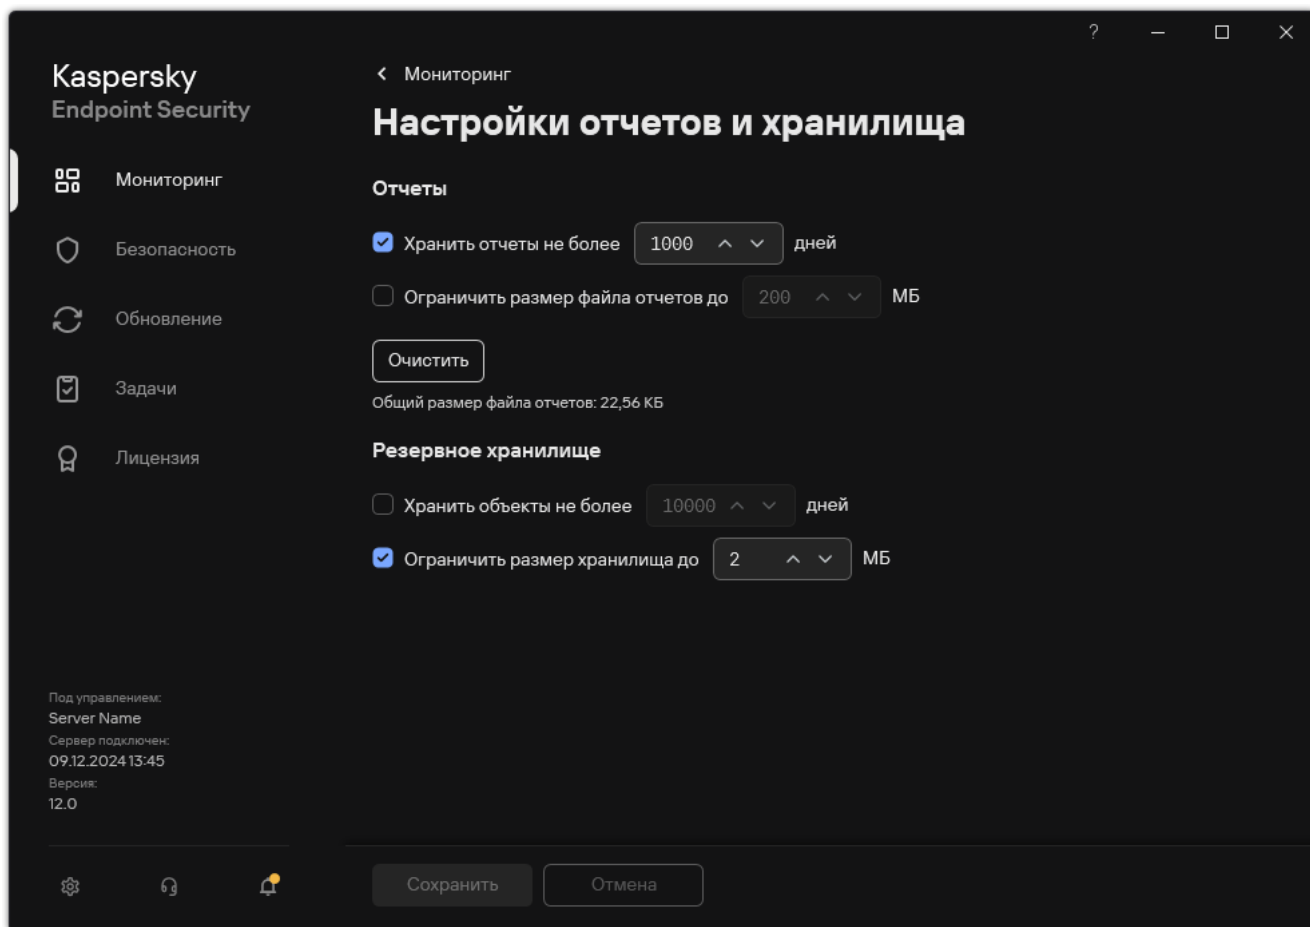 ?
Kaspersky
Endpoint Security
Мониторинг
Безопасность
Обновление
Задачи
Лицензия
Под управлением:
Server Name
Сервер подключен:
09.12.2024 13:45
Версия:
12.0
Мониторинг
Настройки отчетов и хранилища
Отчеты
Хранить отчеты не более 1000 дней
Ограничить размер файла отчетов до 200 МБ
Очистить
Общий размер файла отчетов: 22,56 КБ
Резервное хранилище
Хранить объекты не более 10000 дней
Ограничить размер хранилища до 2 МБ
Сохранить Отмена